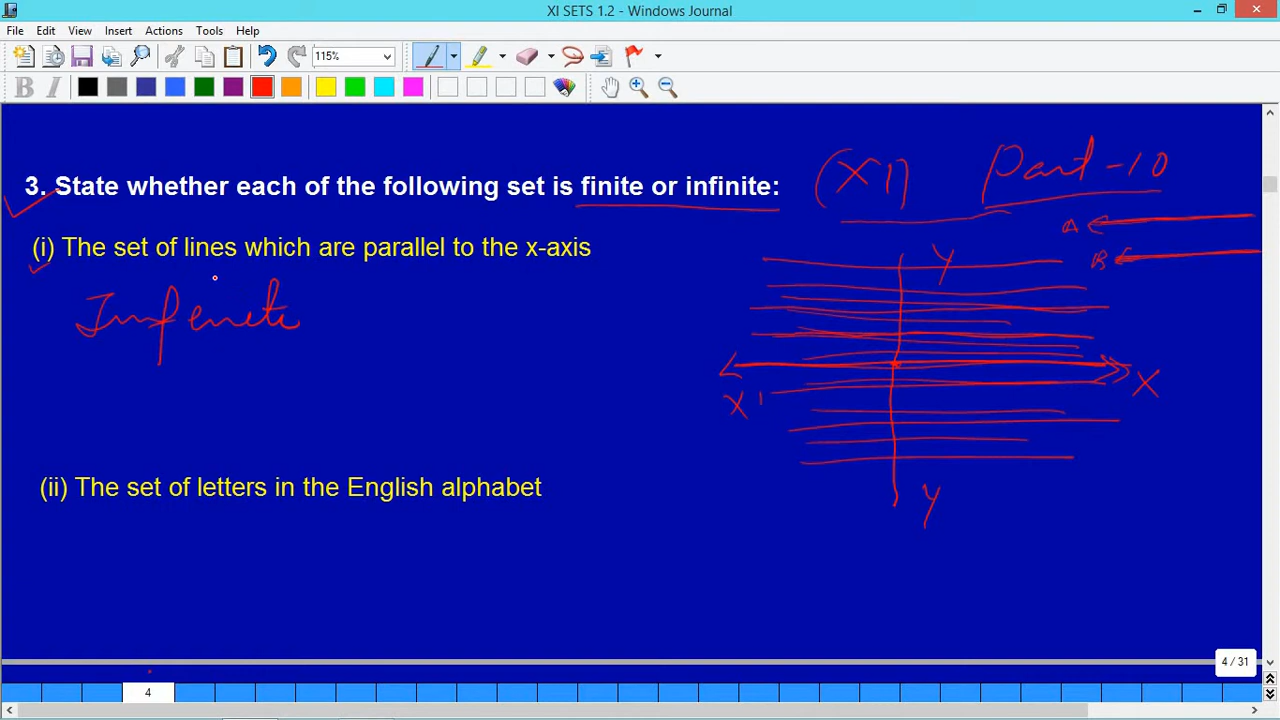 XI SETS 1.2 - Windows Journal
File Edit View Insert Actions Tools Help
115%
B I
(XI) Part-10
3. State whether each of the following set is finite or infinite:
A
(i) The set of lines which are parallel to the x-axis
B
Y
Infenete
X' X
(ii) The set of letters in the English alphabet
Y
4 / 31
4